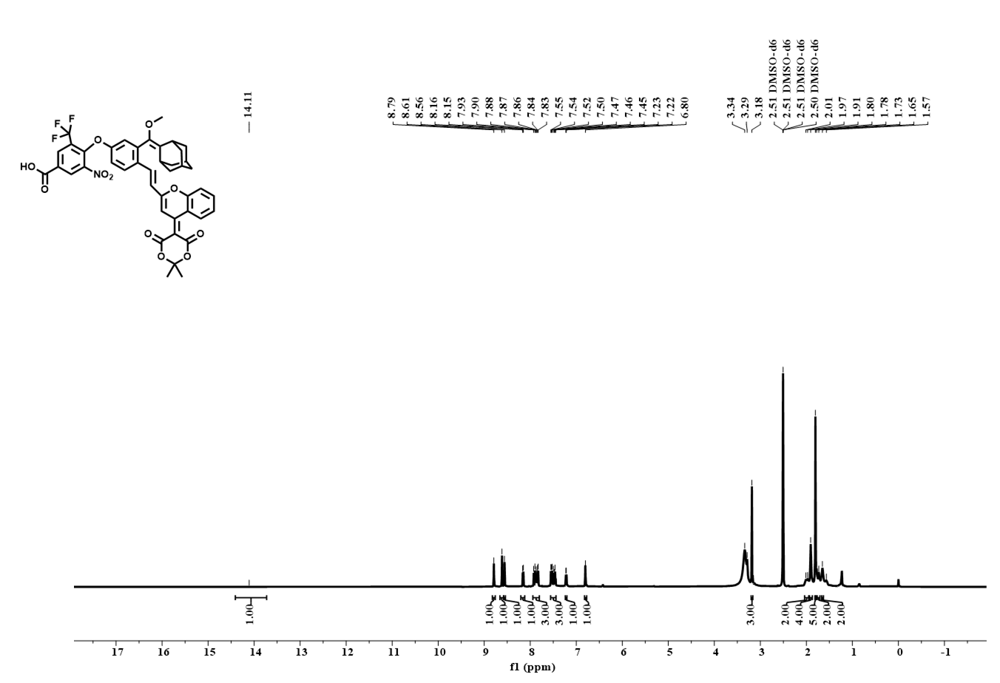 —14.11
8.79
8.61
8.56
8.16
8.15
7.93
7.90
7.88
7.87
7.86
7.84
7.83
7.55
7.54
7.52
7.50
7.47
7.46
7.45
7.23
7.22
6.80
3.34
3.29
3.18
2.51 DMSO-d6
2.51 DMSO-d6
2.51 DMSO-d6
2.50 DMSO-d6
2.01
1.97
1.91
1.80
1.78
1.73
1.65
1.57
F
F
F
O
O
HO
O
NO2
O
O
O
O
O
1.00
1.00
1.00
1.00
1.00
3.00
3.00
1.00
1.00
3.00
2.00
4.00
5.00
2.00
2.00
17 16 15 14 13 12 11 10 9 8 7 6 5 4 3 2 1 0 -1
f1 (ppm)